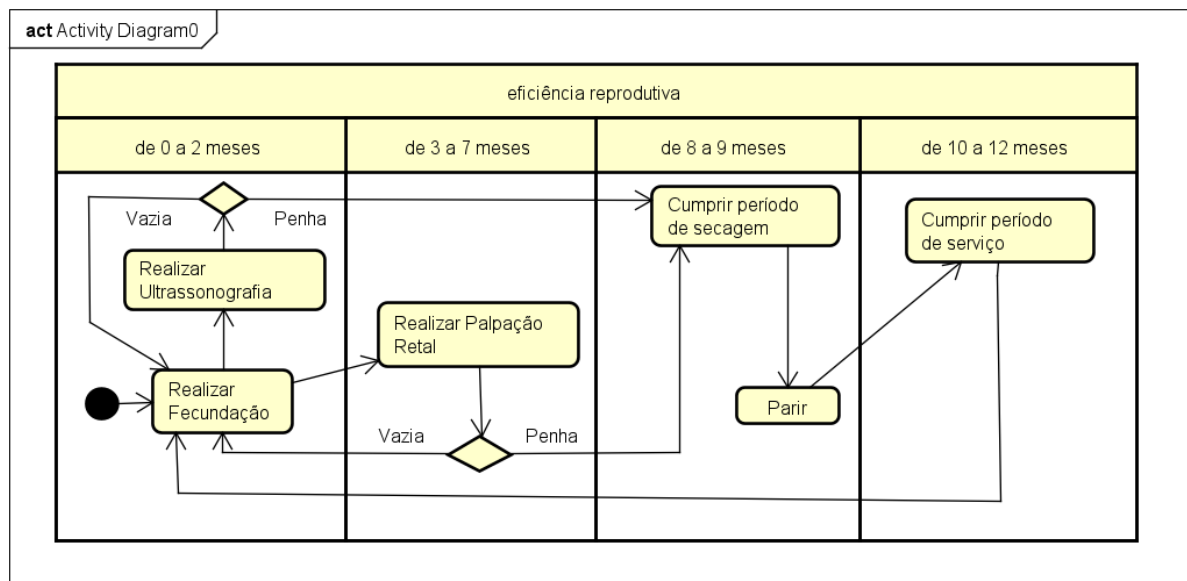 act Activity Diagram0
eficiência reprodutiva
de 0 a 2 meses
de 3 a 7 meses
de 8 a 9 meses
de 10 a 12 meses
Vazia
Penha
Cumprir período
de secagem
Cumprir período
de serviço
Realizar
Ultrassonografia
Realizar Palpação
Retal
Realizar
Fecundação
Parir
Vazia
Penha